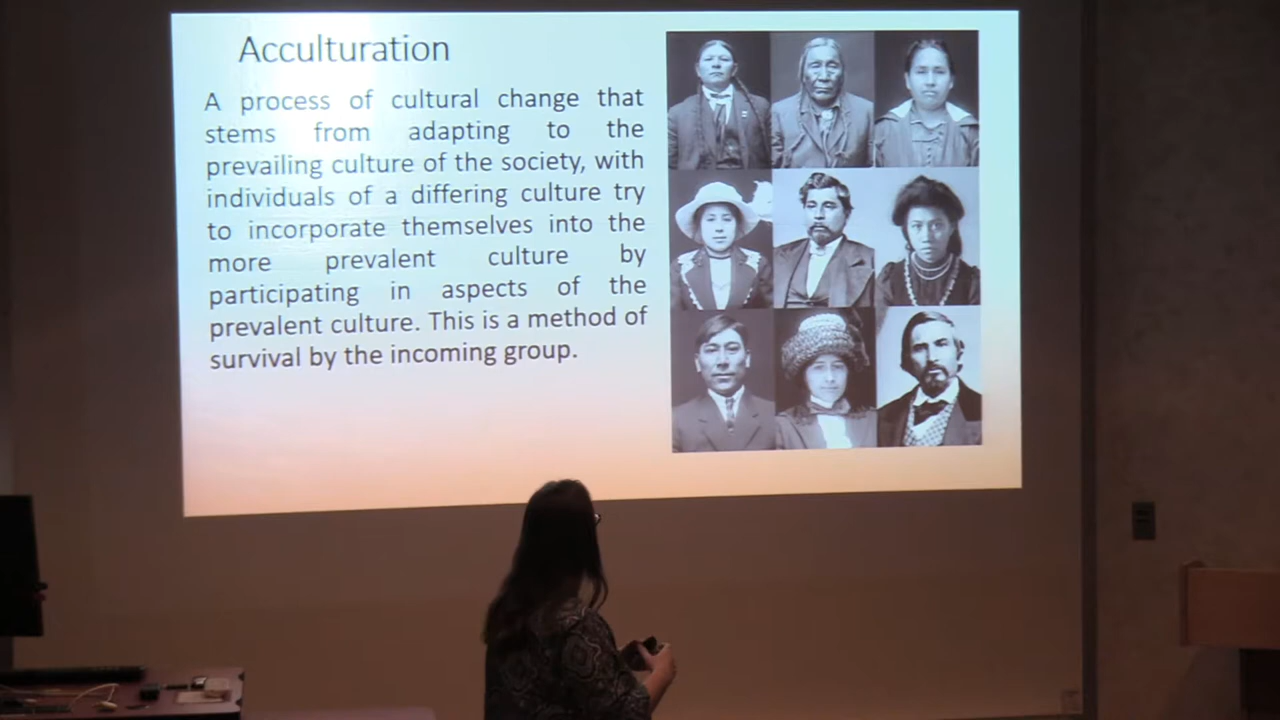 Acculturation
A process of cultural change that
stems from adapting to the
prevailing culture of the society, with
individuals of a differing culture try
to incorporate themselves into the
more prevalent culture by
participating in aspects of the
prevalent culture. This is a method of
survival by the incoming group.